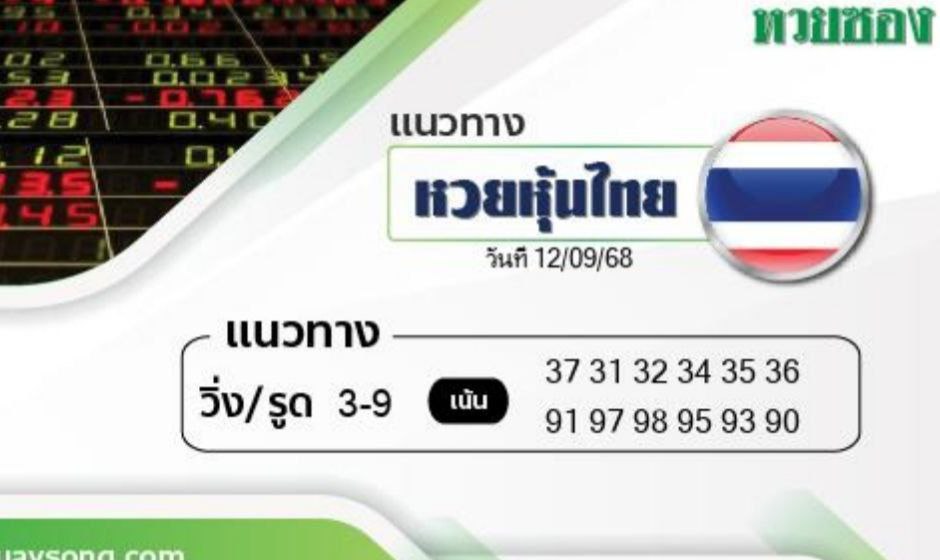 หวยซอง
แนวทาง
หวยหุ้นไทย
วันที่ 12/09/68
แนวทาง
วิ่ง/รูด 3-9 เน้น
37 31 32 34 35 36
91 97 98 95 93 90